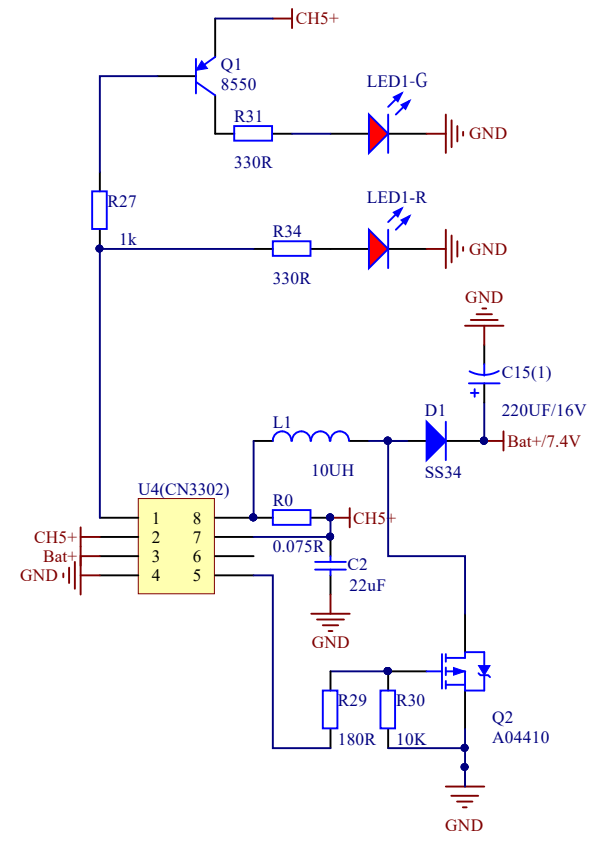 CH5+
Q1
8550
LED1-G
R31
GND
330R
LED1-R
R27
1k
R34
GND
330R
GND
C15(1)
220UF/16V
D1
L1
Bat+/7.4V
10UH
SS34
U4(CN3302)
R0
1 8
CH5+
CH5+
2 7
0.075R
Bat+
3 6
C2
GND
4 5
22uF
GND
R29
R30
Q2
180R
10K
A04410
GND